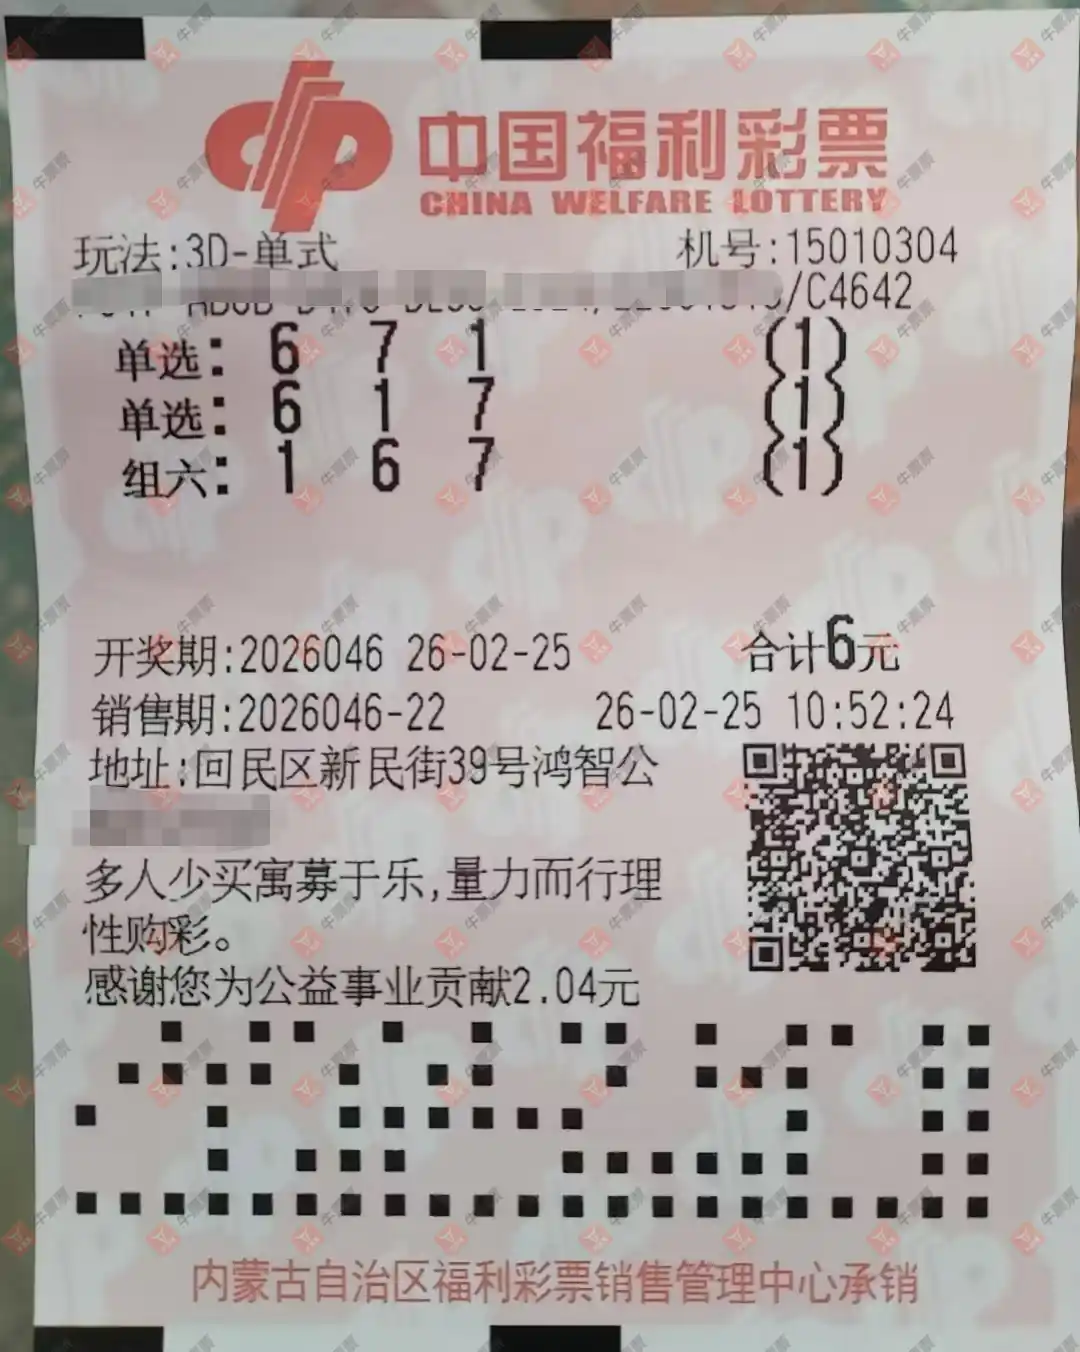 中国福利彩票
CHINA WELFARE LOTTERY
玩法:3D-单式 机号:15010304
/C4642
单选: 6 7 1 (1)
单选: 6 1 7 (1)
组六: 1 6 7 (1)
开奖期:2026046 26-02-25 合计6元
销售期:2026046-22 26-02-25 10:52:24
地址:回民区新民街39号鸿智公
多人少买寓募于乐,量力而行理
性购彩。
感谢您为公益事业贡献2.04元
内蒙古自治区福利彩票销售管理中心承销
牛票票